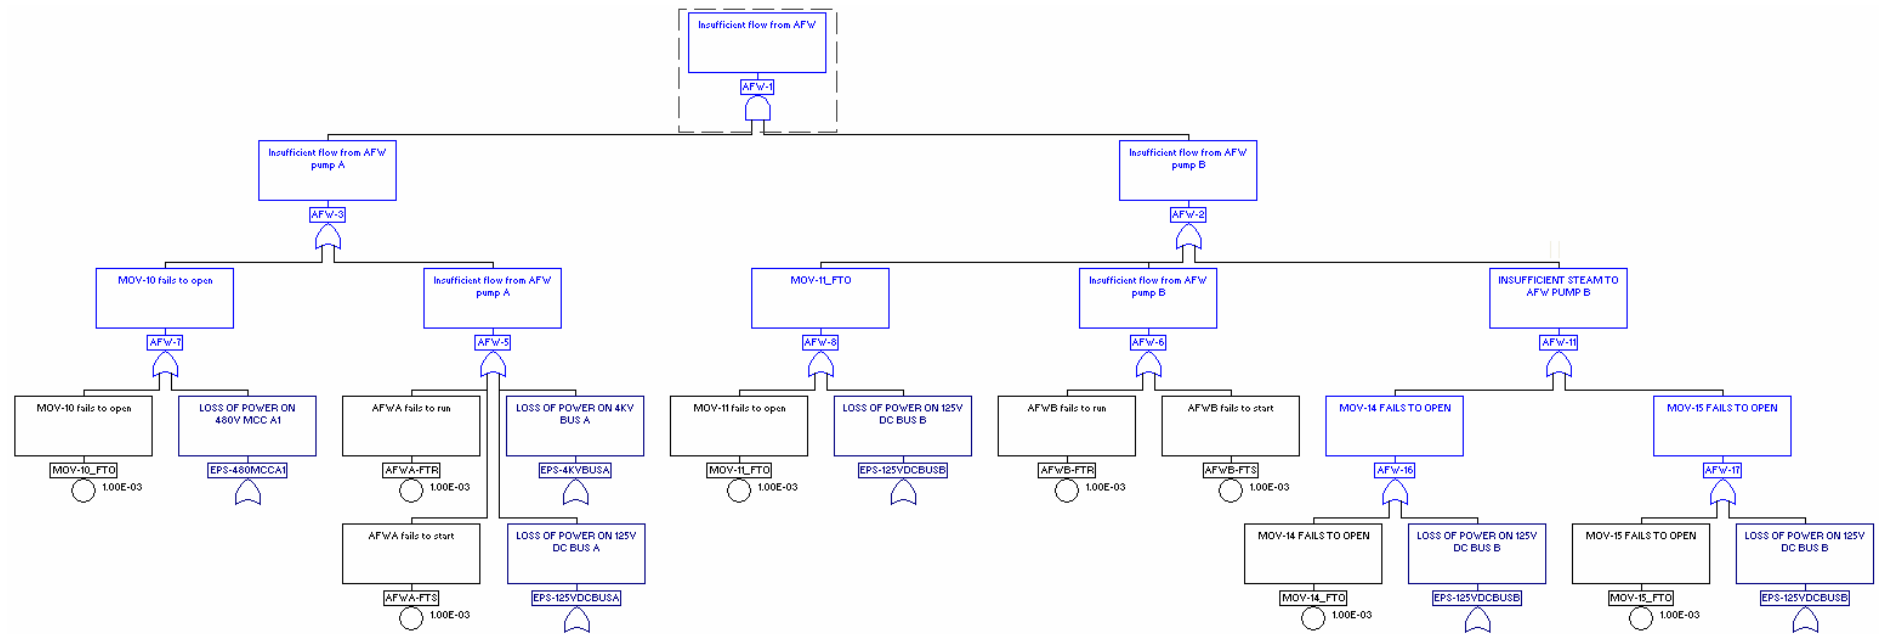 Insufficient flow from AFW
AFW-1
Insufficient flow from AFW
pump A
AFW-3
Insufficient flow from AFW
pump B
AFW-2
MOV-10 fails to open
AFW-7
Insufficient flow from AFW
pump A
AFW-5
MOV-11_FTO
AFW-8
Insufficient flow from AFW
pump B
AFW-6
INSUFFICIENT STEAM TO
AFW PUMP B
AFW-11
MOV-10 fails to open
MOV-10_FTO
1.00E-03
LOSS OF POWER ON
480V MCC A1
EPS-480MCCA1
AFWA fails to run
AFWA-FTR
1.00E-03
LOSS OF POWER ON 4KV
BUS A
EPS-4KVBUSA
MOV-11 fails to open
MOV-11_FTO
1.00E-03
LOSS OF POWER ON 125V
DC BUS B
EPS-125VDCBUSB
AFWB fails to run
AFWB-FTR
1.00E-03
AFWB fails to start
AFWB-FTS
1.00E-03
MOV-14 FAILS TO OPEN
AFW-16
MOV-15 FAILS TO OPEN
AFW-17
AFWA fails to start
AFWA-FTS
1.00E-03
LOSS OF POWER ON 125V
DC BUS A
EPS-125VDCBUSA
MOV-14 FAILS TO OPEN
MOV-14_FTO
1.00E-03
LOSS OF POWER ON 125V
DC BUS B
EPS-125VDCBUSB
MOV-15 FAILS TO OPEN
MOV-15_FTO
1.00E-03
LOSS OF POWER ON 125V
DC BUS B
EPS-125VDCBUSB